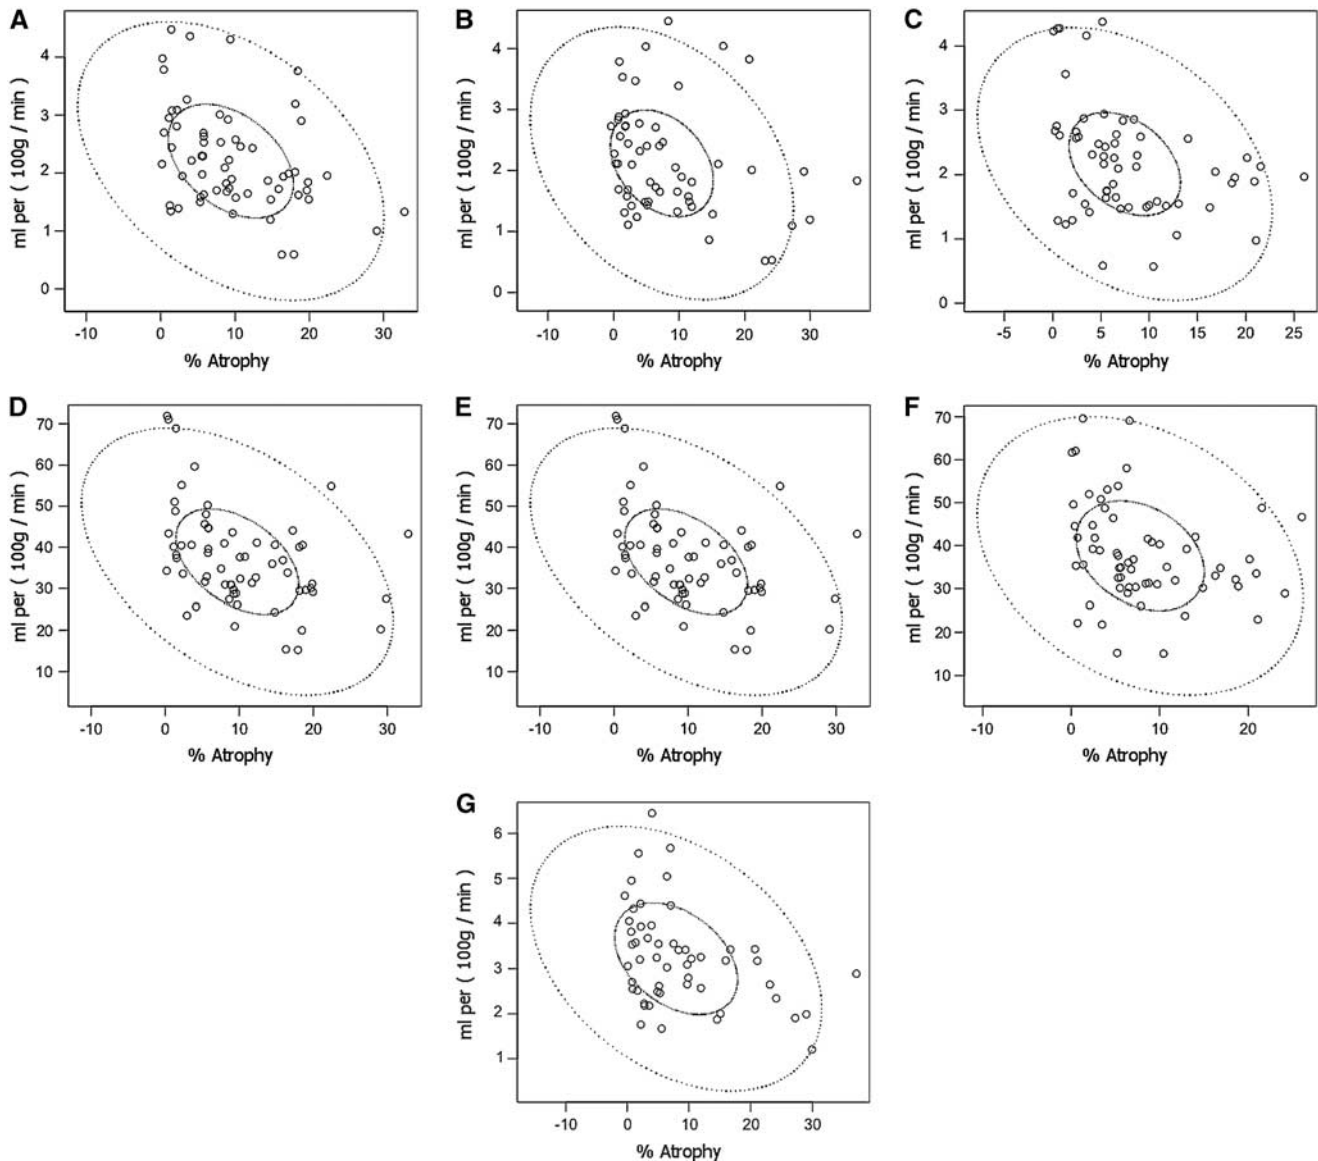 A B C
4 4 4
ml per ( 100g / min ) ml per ( 100g / min ) ml per ( 100g / min )
3 3 3
2 2 2
1 1 1
0 0 0
-10 0 10 20 30 -10 0 10 20 30 -5 0 5 10 15 20 25
% Atrophy % Atrophy % Atrophy
D E F
70 70 70
60 60 60
ml per ( 100g / min ) ml per ( 100g / min ) ml per ( 100g / min )
50 50 50
40 40 40
30 30 30
20 20 20
10 10 10
-10 0 10 20 30 -10 0 10 20 30 -10 0 10 20
% Atrophy % Atrophy % Atrophy
G
6
5
ml per ( 100g / min )
4
3
2
1
-10 0 10 20 30
% Atrophy